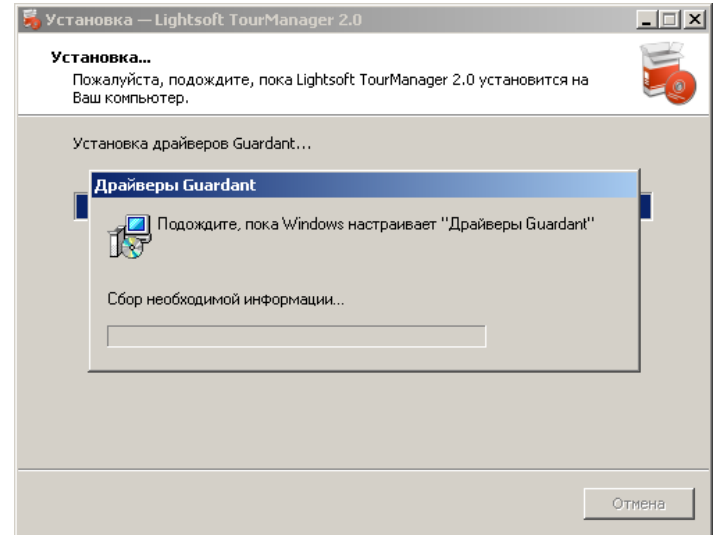 Установка — Lightsoft TourManager 2.0
Установка...
Пожалуйста, подождите, пока Lightsoft TourManager 2.0 установится на
Ваш компьютер.
Установка драйверов Guardant...
Драйверы Guardant
Подождите, пока Windows настраивает "Драйверы Guardant"
Сбор необходимой информации...
Отмена